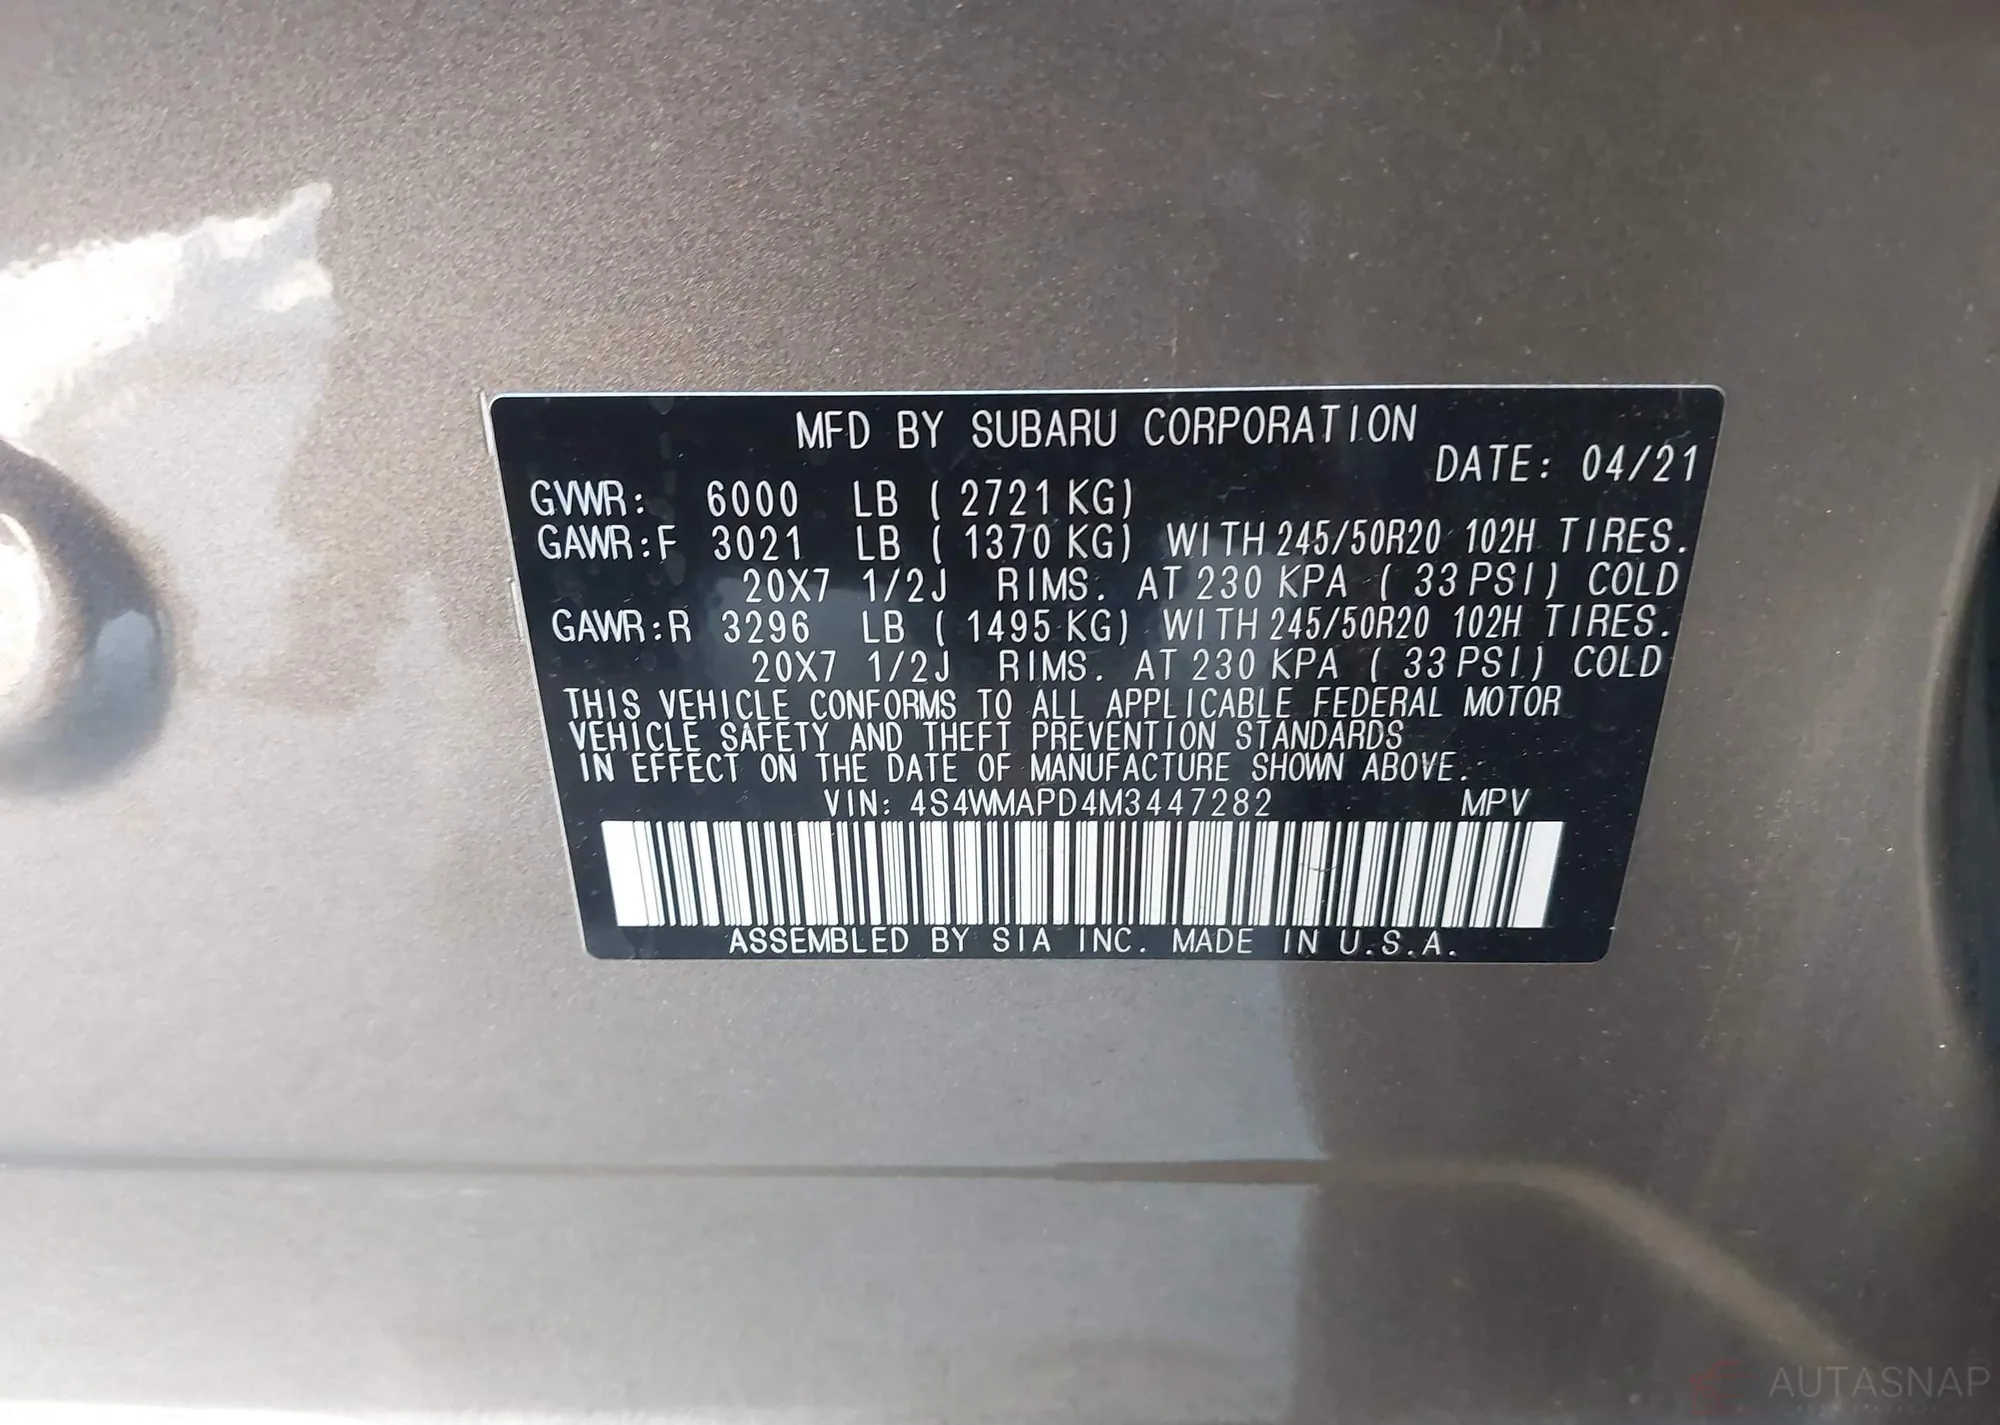 MFD BY SUBARU CORPORATION
DATE: 04/21
GVWR: 6000 LB ( 2721 KG)
GAWR:F 3021 LB ( 1370 KG) WITH 245/50R20 102H TIRES.
20X7 1/2J RIMS. AT 230 KPA ( 33 PSI) COLD
GAWR:R 3296 LB ( 1495 KG) WITH 245/50R20 102H TIRES.
20X7 1/2J RIMS. AT 230 KPA ( 33 PSI) COLD
THIS VEHICLE CONFORMS TO ALL APPLICABLE FEDERAL MOTOR
VEHICLE SAFETY AND THEFT PREVENTION STANDARDS
IN EFFECT ON THE DATE OF MANUFACTURE SHOWN ABOVE.
VIN: 4S4WMAPD4M3447282 MPV
ASSEMBLED BY SIA INC. MADE IN U.S.A.
AUTASNAP